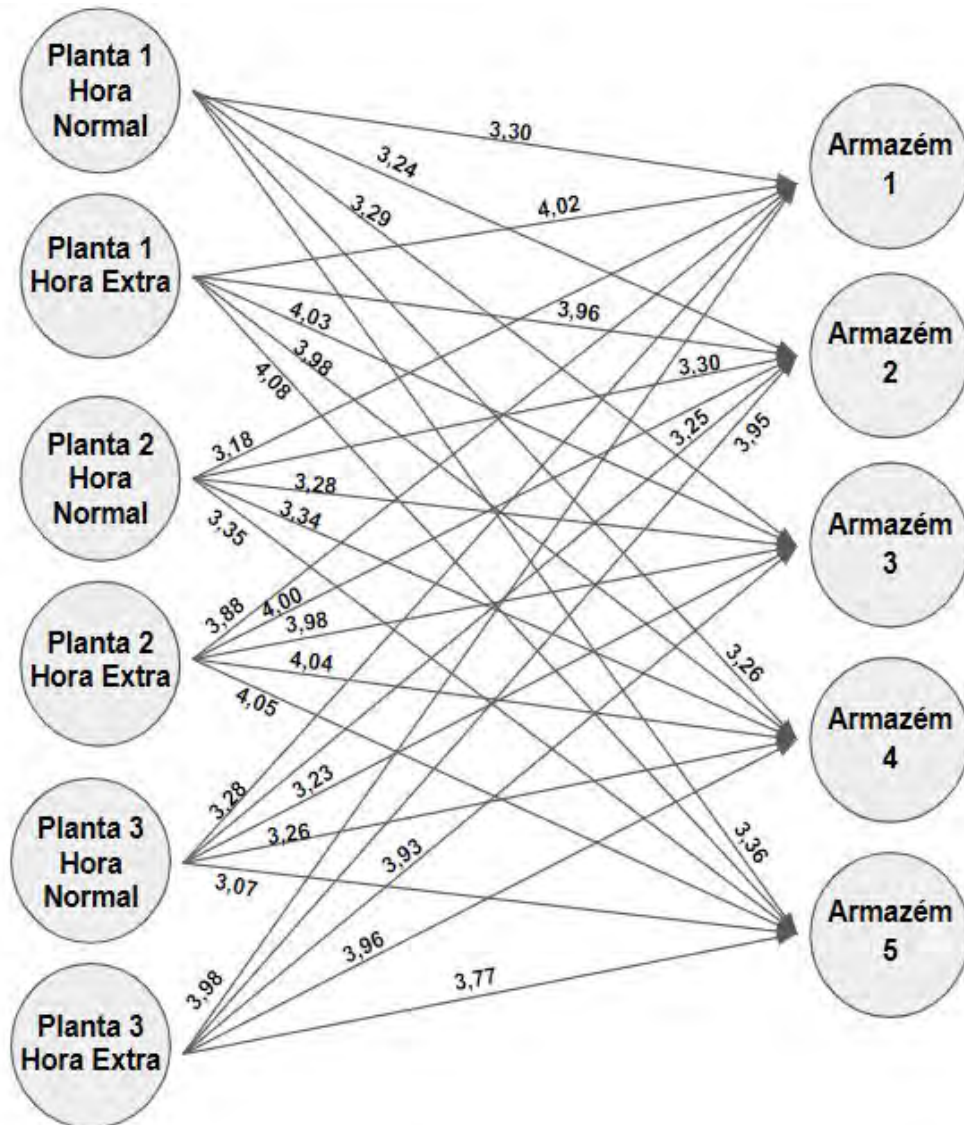 Planta 1
Hora
Normal
Planta 1
Hora Extra
Planta 2
Hora
Normal
Planta 2
Hora Extra
Planta 3
Hora
Normal
Planta 3
Hora Extra
3,30
3,24
3,29
4,02
4,03
3,98
4,08
3,96
3,30
3,18
3,25
3,95
3,28
3,34
3,35
3,88
4,00
3,98
4,04
4,05
3,26
3,28
3,23
3,26
3,07
3,93
3,36
3,98
3,96
3,77
Armazém
1
Armazém
2
Armazém
3
Armazém
4
Armazém
5